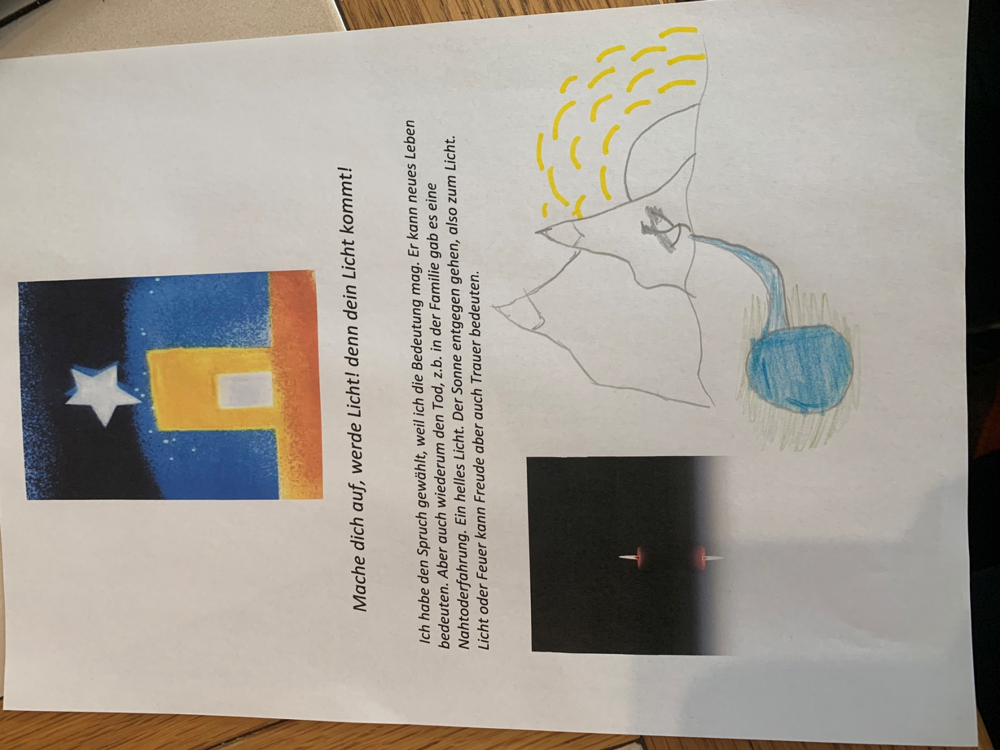 Mache dich auf, werde Licht! denn dein Licht kommt!
Ich habe den Spruch gewählt, weil ich die Bedeutung mag. Er kann neues Leben
bedeuten. Aber auch wiederum den Tod, z.b. in der Familie gab es eine
Nahtoderfahrung. Ein helles Licht. Der Sonne entgegen gehen, also zum Licht.
Licht oder Feuer kann Freude aber auch Trauer bedeuten.